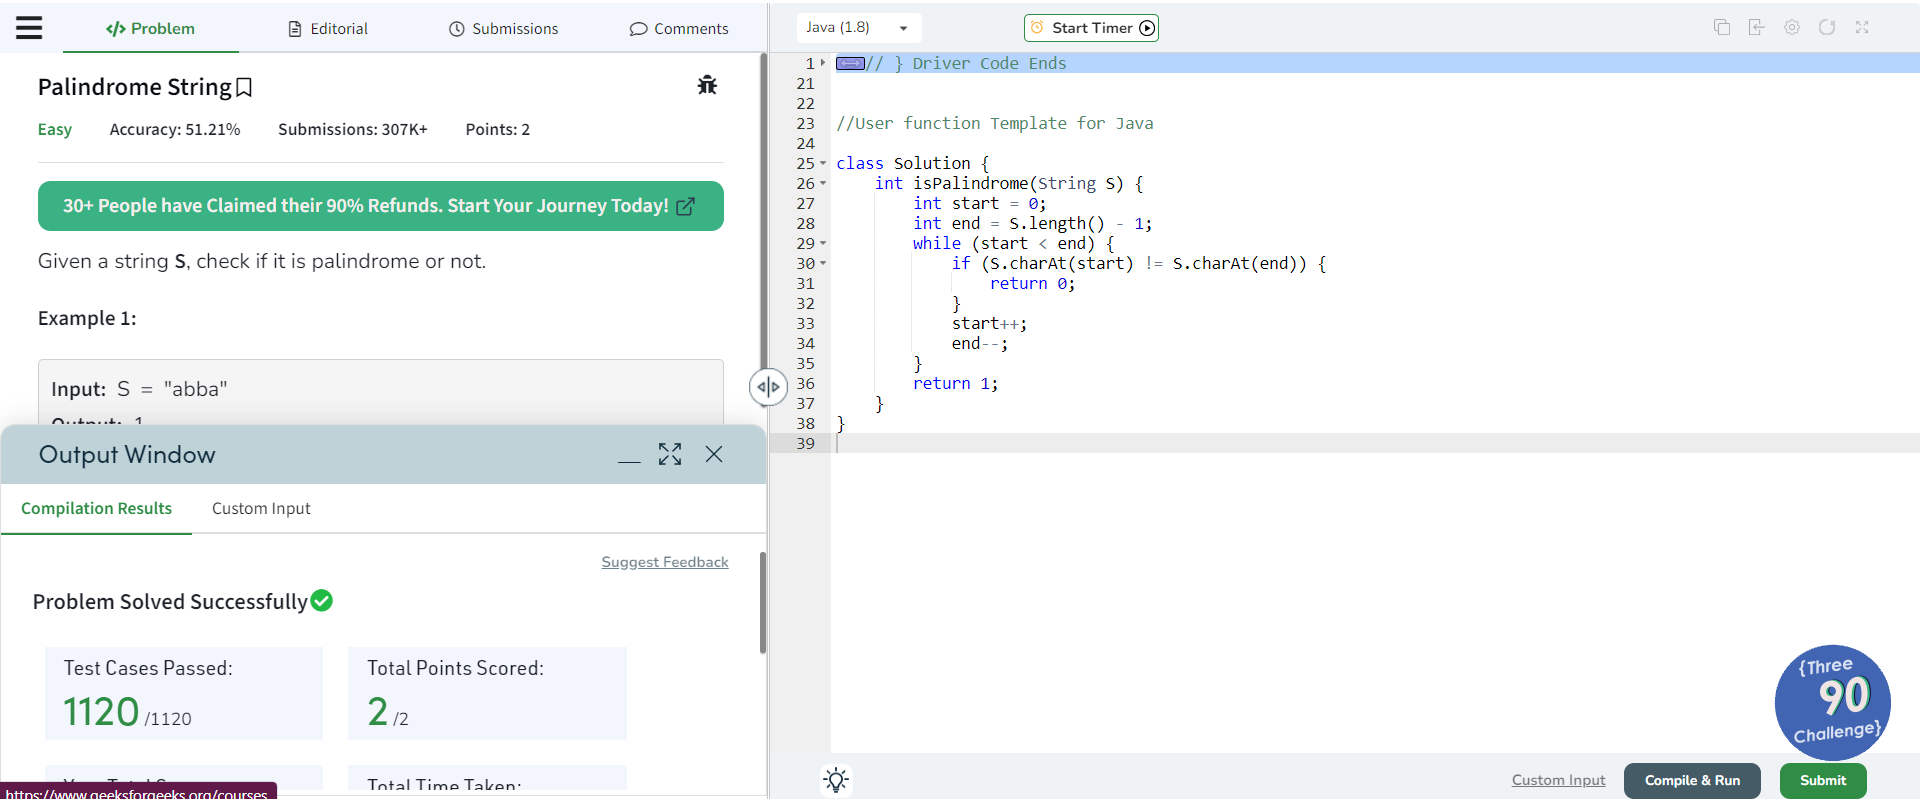 </> Problem
Editorial
Submissions
Comments
Palindrome String
Easy
Accuracy: 51.21%
Submissions: 307K+
Points: 2
30+ People have Claimed their 90% Refunds. Start Your Journey Today!
Given a string S, check if it is palindrome or not.
Example 1:
Input: S = "abba"
Output: 1
Output Window
Compilation Results
Custom Input
Suggest Feedback
Problem Solved Successfully
Test Cases Passed:
1120 /1120
Total Points Scored:
2 /2
Total Time Taken:
https://www.geeksforgeeks.org/courses
Java (1.8)
Start Timer
1 // } Driver Code Ends
21
22
23 //User function Template for Java
24
25 class Solution {
26 int isPalindrome(String S) {
27 int start = 0;
28 int end = S.length() - 1;
29 while (start < end) {
30 if (S.charAt(start) != S.charAt(end)) {
31 return 0;
32 }
33 start++;
34 end--;
35 }
36 return 1;
37 }
38 }
39
{Three
90
Challenge}
Custom Input
Compile & Run
Submit